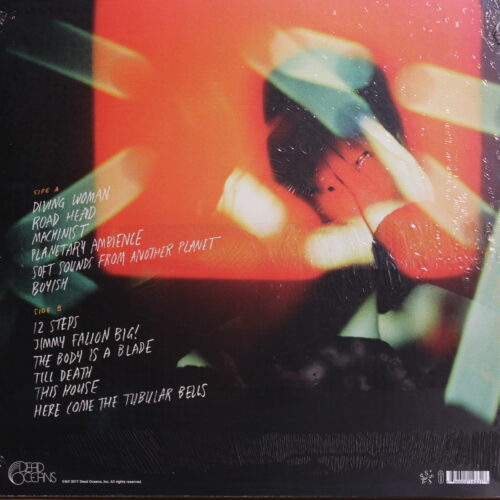 SIDE A
DIVING WOMAN
ROAD HEAD
MACHINIST
PLANETARY AMBIENCE
SOFT SOUNDS FROM ANOTHER PLANET
BOYISH
SIDE B
12 STEPS
JIMMY FALLON BIG!
THE BODY IS A BLADE
TILL DEATH
THIS HOUSE
HERE COME THE TUBULAR BELLS
DEAD
OCEANS
©&℗ 2017 Dead Oceans, Inc. All rights reserved.